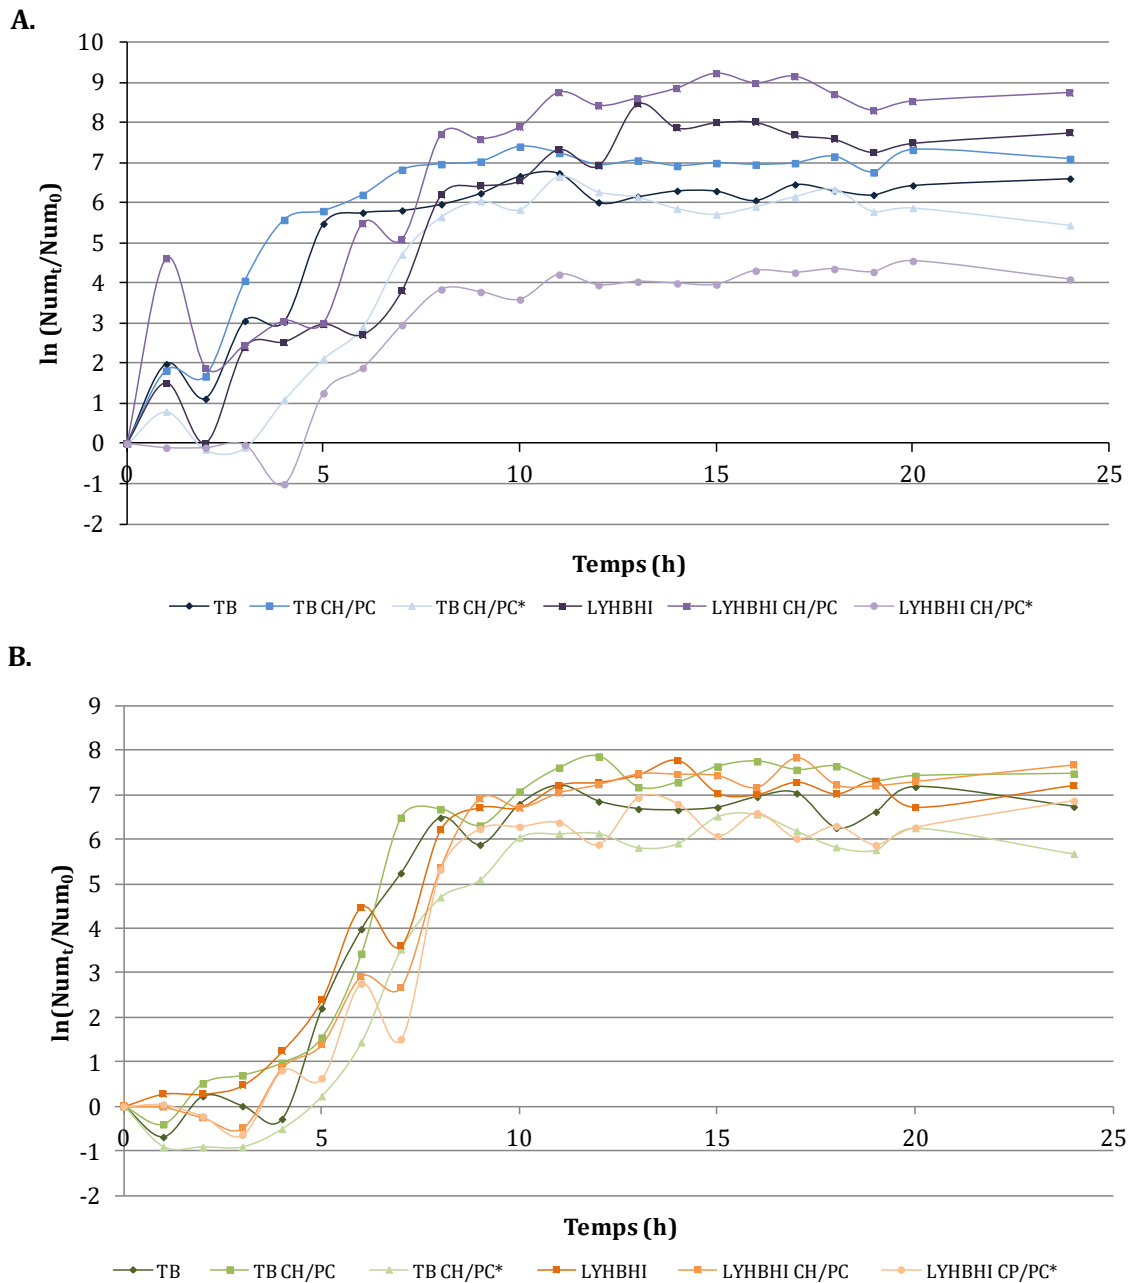 A.
10
9
8
7
6
5
4
3
2
1
0
-1
-2
ln (Numt/Num0)
0 5 10 15 20 25
Temps (h)
TB TB CH/PC TB CH/PC* LYHBHI LYHBHI CH/PC LYHBHI CH/PC*
B.
9
8
7
6
5
4
3
2
1
0
-1
-2
ln(Numt/Num0)
0 5 10 15 20 25
Temps (h)
TB TB CH/PC TB CH/PC* LYHBHI LYHBHI CH/PC LYHBHI CP/PC*